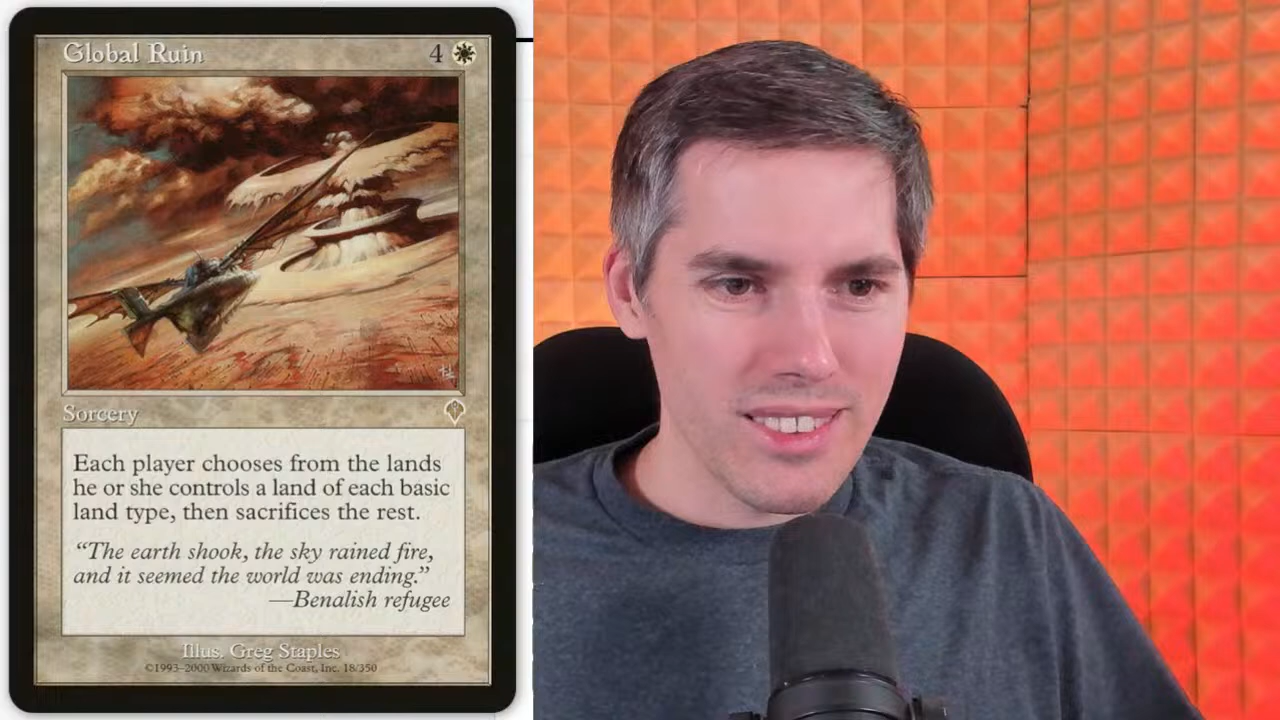 Global Ruin 4
Sorcery
Each player chooses from the lands
he or she controls a land of each basic
land type, then sacrifices the rest.
“The earth shook, the sky rained fire,
and it seemed the world was ending.”
—Benalish refugee
Illus. Greg Staples
©1993–2000 Wizards of the Coast, Inc. 18/350